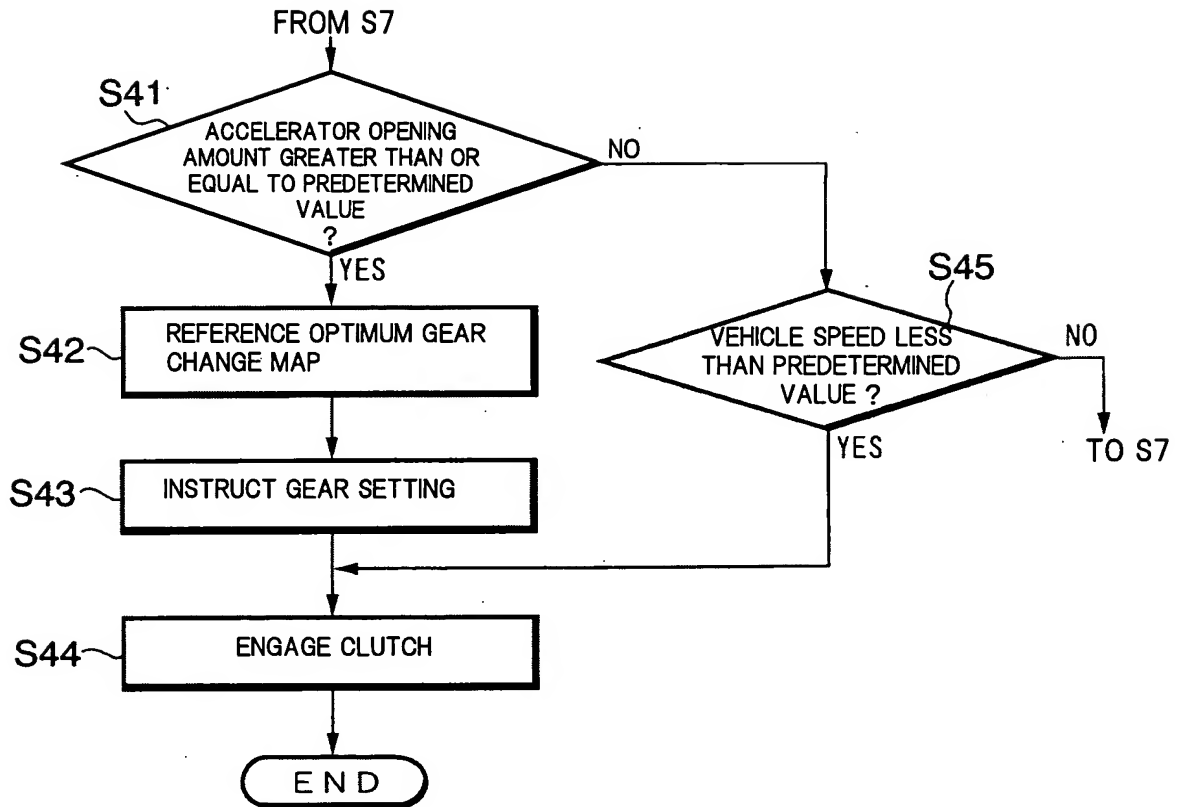 FROM S7
S41
ACCELERATOR OPENING
AMOUNT GREATER THAN OR
EQUAL TO PREDETERMINED
VALUE
?
NO
YES
S45
VEHICLE SPEED LESS
THAN PREDETERMINED
VALUE ?
NO
YES
TO S7
S42
REFERENCE OPTIMUM GEAR
CHANGE MAP
S43
INSTRUCT GEAR SETTING
S44
ENGAGE CLUTCH
END